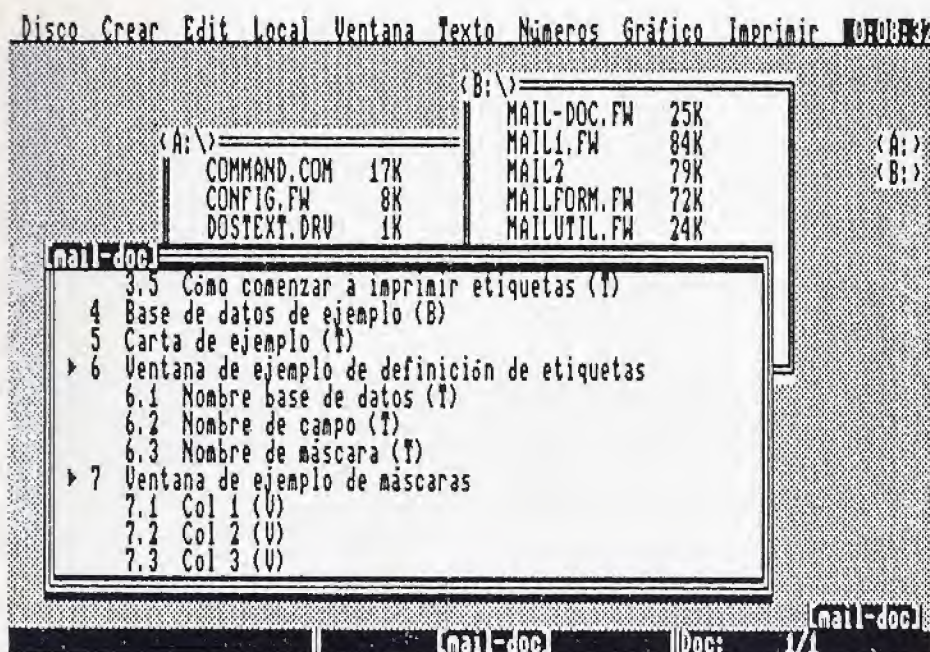 Disco Crear Edit Local Ventana Texto Números Gráfico Imprimir 0:08:32
(B:\)
MAIL-DOC.FW 25K
MAIL1.FW 84K
MAIL2 79K
MAILFORM.FW 72K
MAILUTIL.FW 24K
(A:\)
COMMAND.COM 17K
CONFIG.FW 8K
DOSTEXT.DRV 1K
(A:)
(B:)
[mail-doc]
3.5 Cómo comenzar a imprimir etiquetas (T)
4 Base de datos de ejemplo (B)
5 Carta de ejemplo (T)
6 Ventana de ejemplo de definición de etiquetas
6.1 Nombre base de datos (T)
6.2 Nombre de campo (T)
6.3 Nombre de máscara (T)
7 Ventana de ejemplo de máscaras
7.1 Col 1 (V)
7.2 Col 2 (V)
7.3 Col 3 (V)
[mail-doc]
[mail-doc] Doc: 1/1